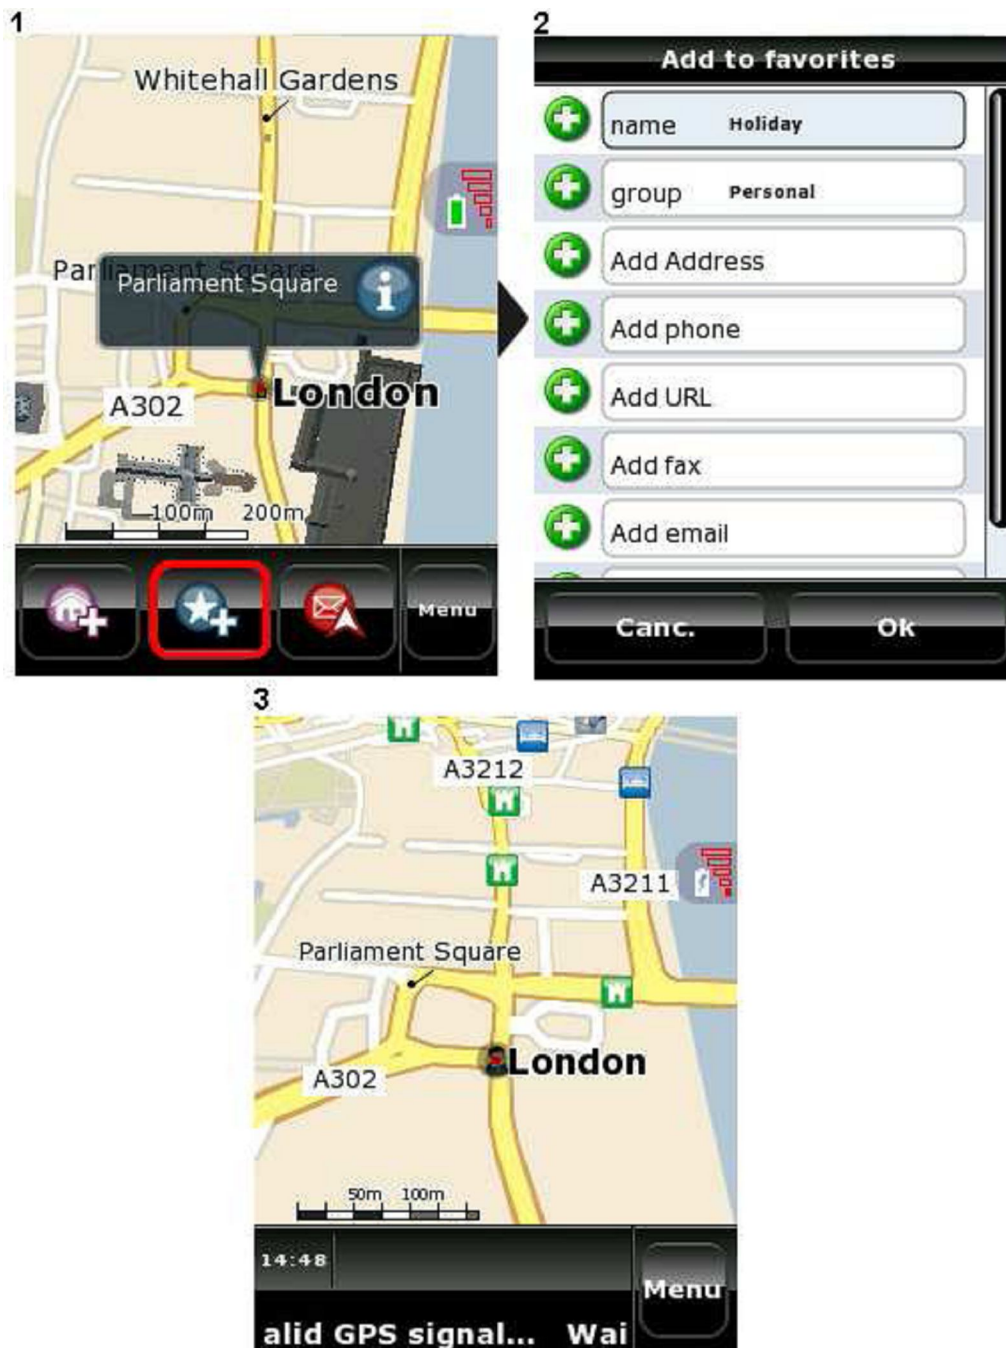 1
Whitehall Gardens
Parliament Square
Parliament Square
London
A302
100m 200m
Menu
2
Add to favorites
name Holiday
group Personal
Add Address
Add phone
Add URL
Add fax
Add email
Canc. Ok
3
A3212
A3211
Parliament Square
London
A302
50m 100m
14:48
Menu
alid GPS signal... Wai